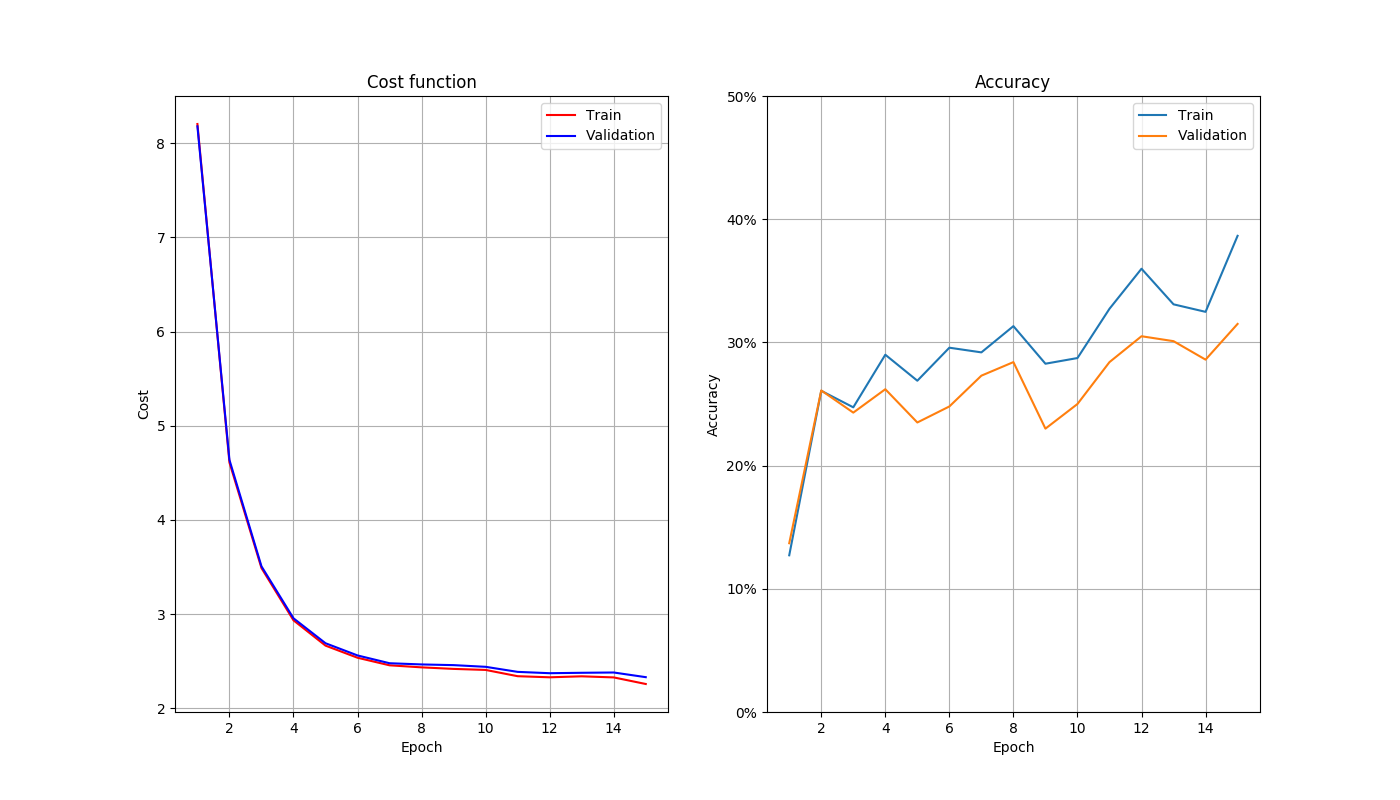 Cost function
Train
Validation
8
7
6
5
4
3
2
Cost
2 4 6 8 10 12 14
Epoch
Accuracy
Train
Validation
50%
40%
30%
20%
10%
0%
Accuracy
2 4 6 8 10 12 14
Epoch